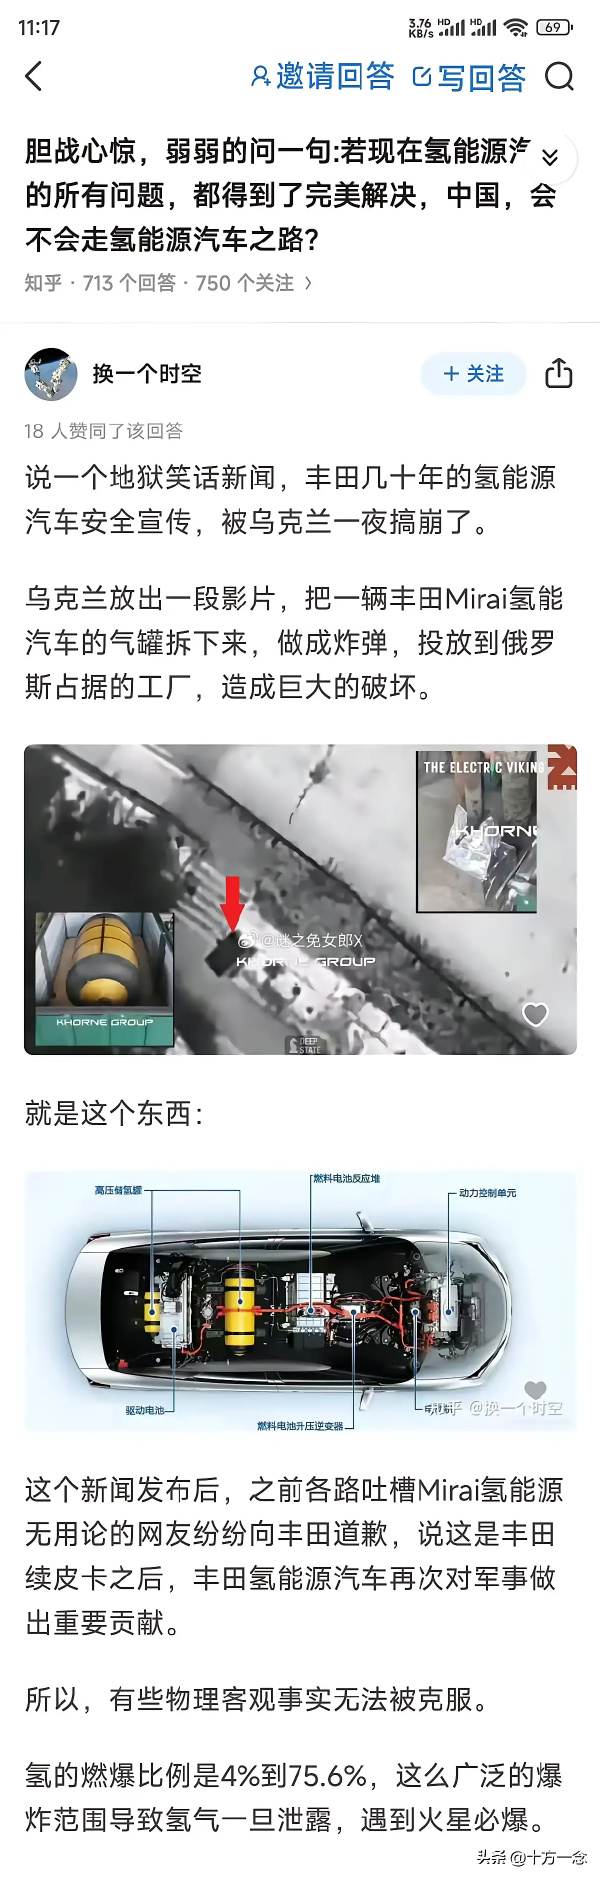 11:17
3.76 KB/s HD HD 69
邀请回答 写回答
胆战心惊，弱弱的问一句:若现在氢能源汽
的所有问题，都得到了完美解决，中国，会
不会走氢能源汽车之路?
知乎 · 713 个回答 · 750 个关注 >
换一个时空
+ 关注
18 人赞同了该回答
说一个地狱笑话新闻，丰田几十年的氢能源
汽车安全宣传，被乌克兰一夜搞崩了。
乌克兰放出一段影片，把一辆丰田Mirai氢能
汽车的气罐拆下来，做成炸弹，投放到俄罗
斯占据的工厂，造成巨大的破坏。
THE ELECTRIC VIKING
KHORNE
@谜之兔女郎X
KHORNE GROUP
KHORNE GROUP
DEEP
STATE
就是这个东西：
高压储氢罐
燃料电池反应堆
动力控制单元
驱动电池
燃料电池升压逆变器
知乎 @换一个时空
这个新闻发布后，之前各路吐槽Mirai氢能源
无用论的网友纷纷向丰田道歉，说这是丰田
续皮卡之后，丰田氢能源汽车再次对军事做
出重要贡献。
所以，有些物理客观事实无法被克服。
氢的燃爆比例是4%到75.6%，这么广泛的爆
炸范围导致氢气一旦泄露，遇到火星必爆。
头条 @十方一念